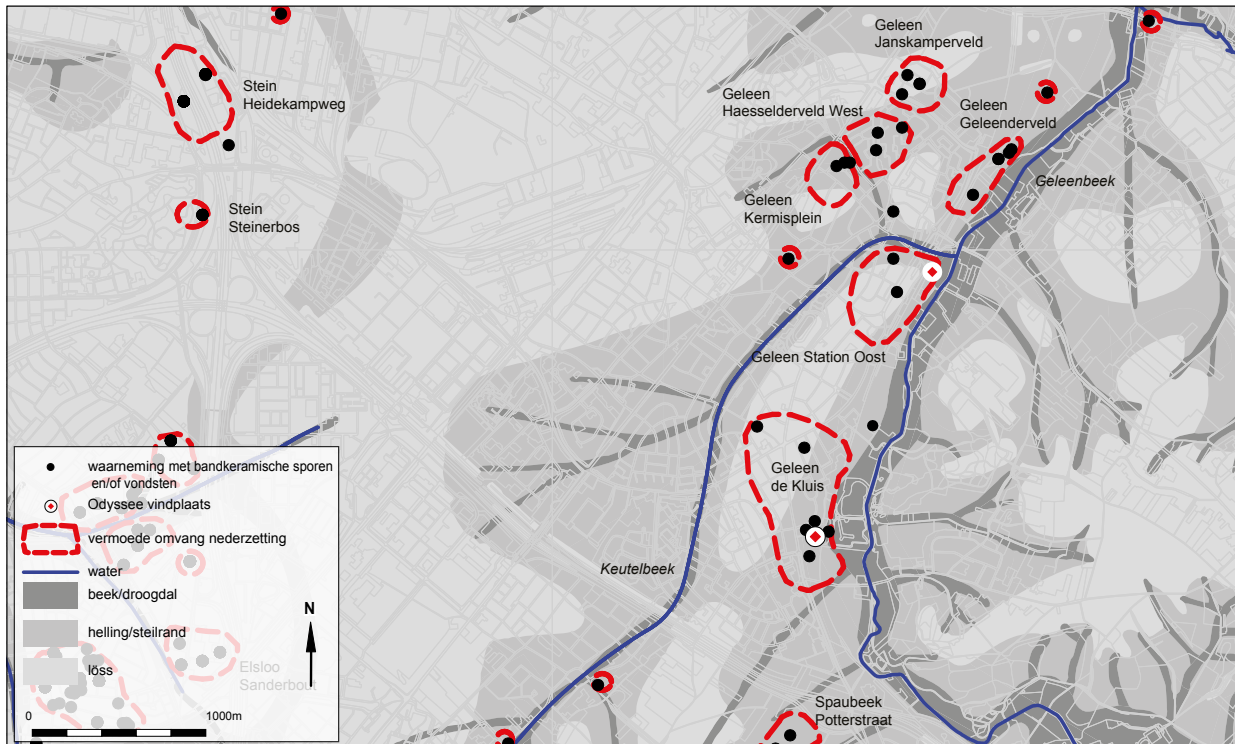 Stein
Heidekampweg
Stein
Steinerbos
Geleen
Janskamperveld
Geleen
Haesselderveld West
Geleen
Geleenderveld
Geleen
Kermisplein
Geleenbeek
Geleen Station Oost
Geleen
de Kluis
Keutelbeek
Spaubeek
Potterstraat
Elsloo
Sanderbout
waarneming met bandkeramische sporen
en/of vondsten
Odyssee vindplaats
vermoede omvang nederzetting
water
beek/droogdal
helling/steilrand
löss
N
0 1000m